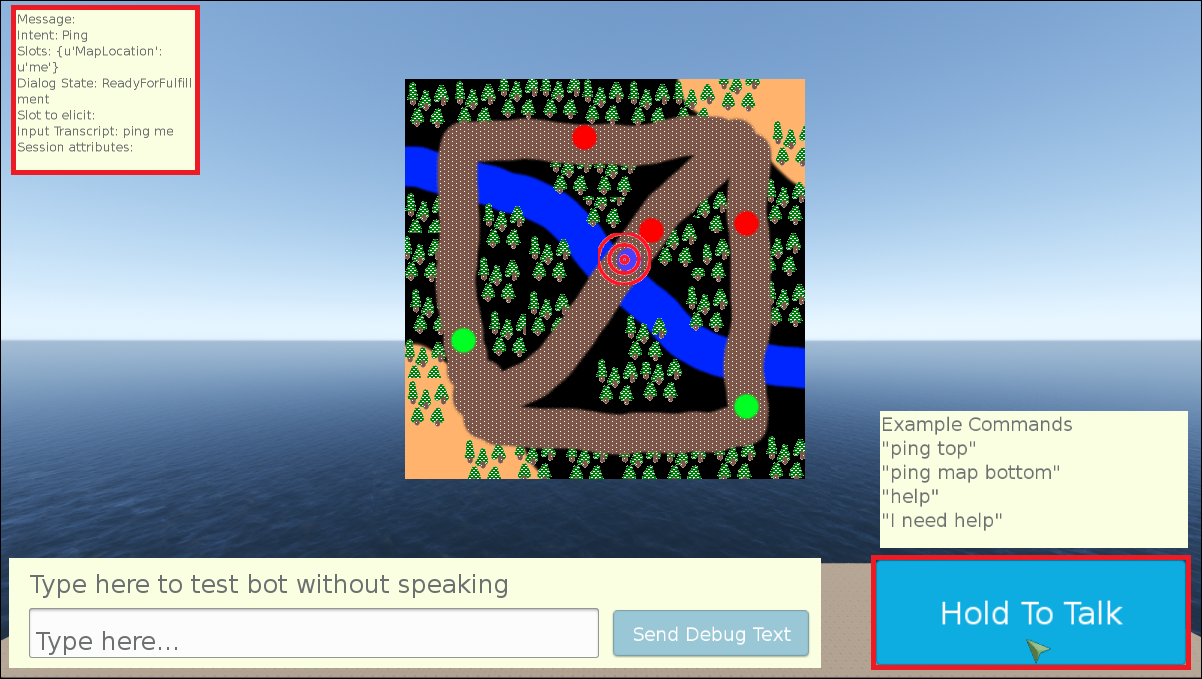 Message:
Intent: Ping
Slots: {u'MapLocation':
u'me'}
Dialog State: ReadyForFulfill
ment
Slot to elicit:
Input Transcript: ping me
Session attributes:
Example Commands
"ping top"
"ping map bottom"
"help"
"I need help"
Type here to test bot without speaking
Type here...
Send Debug Text
Hold To Talk